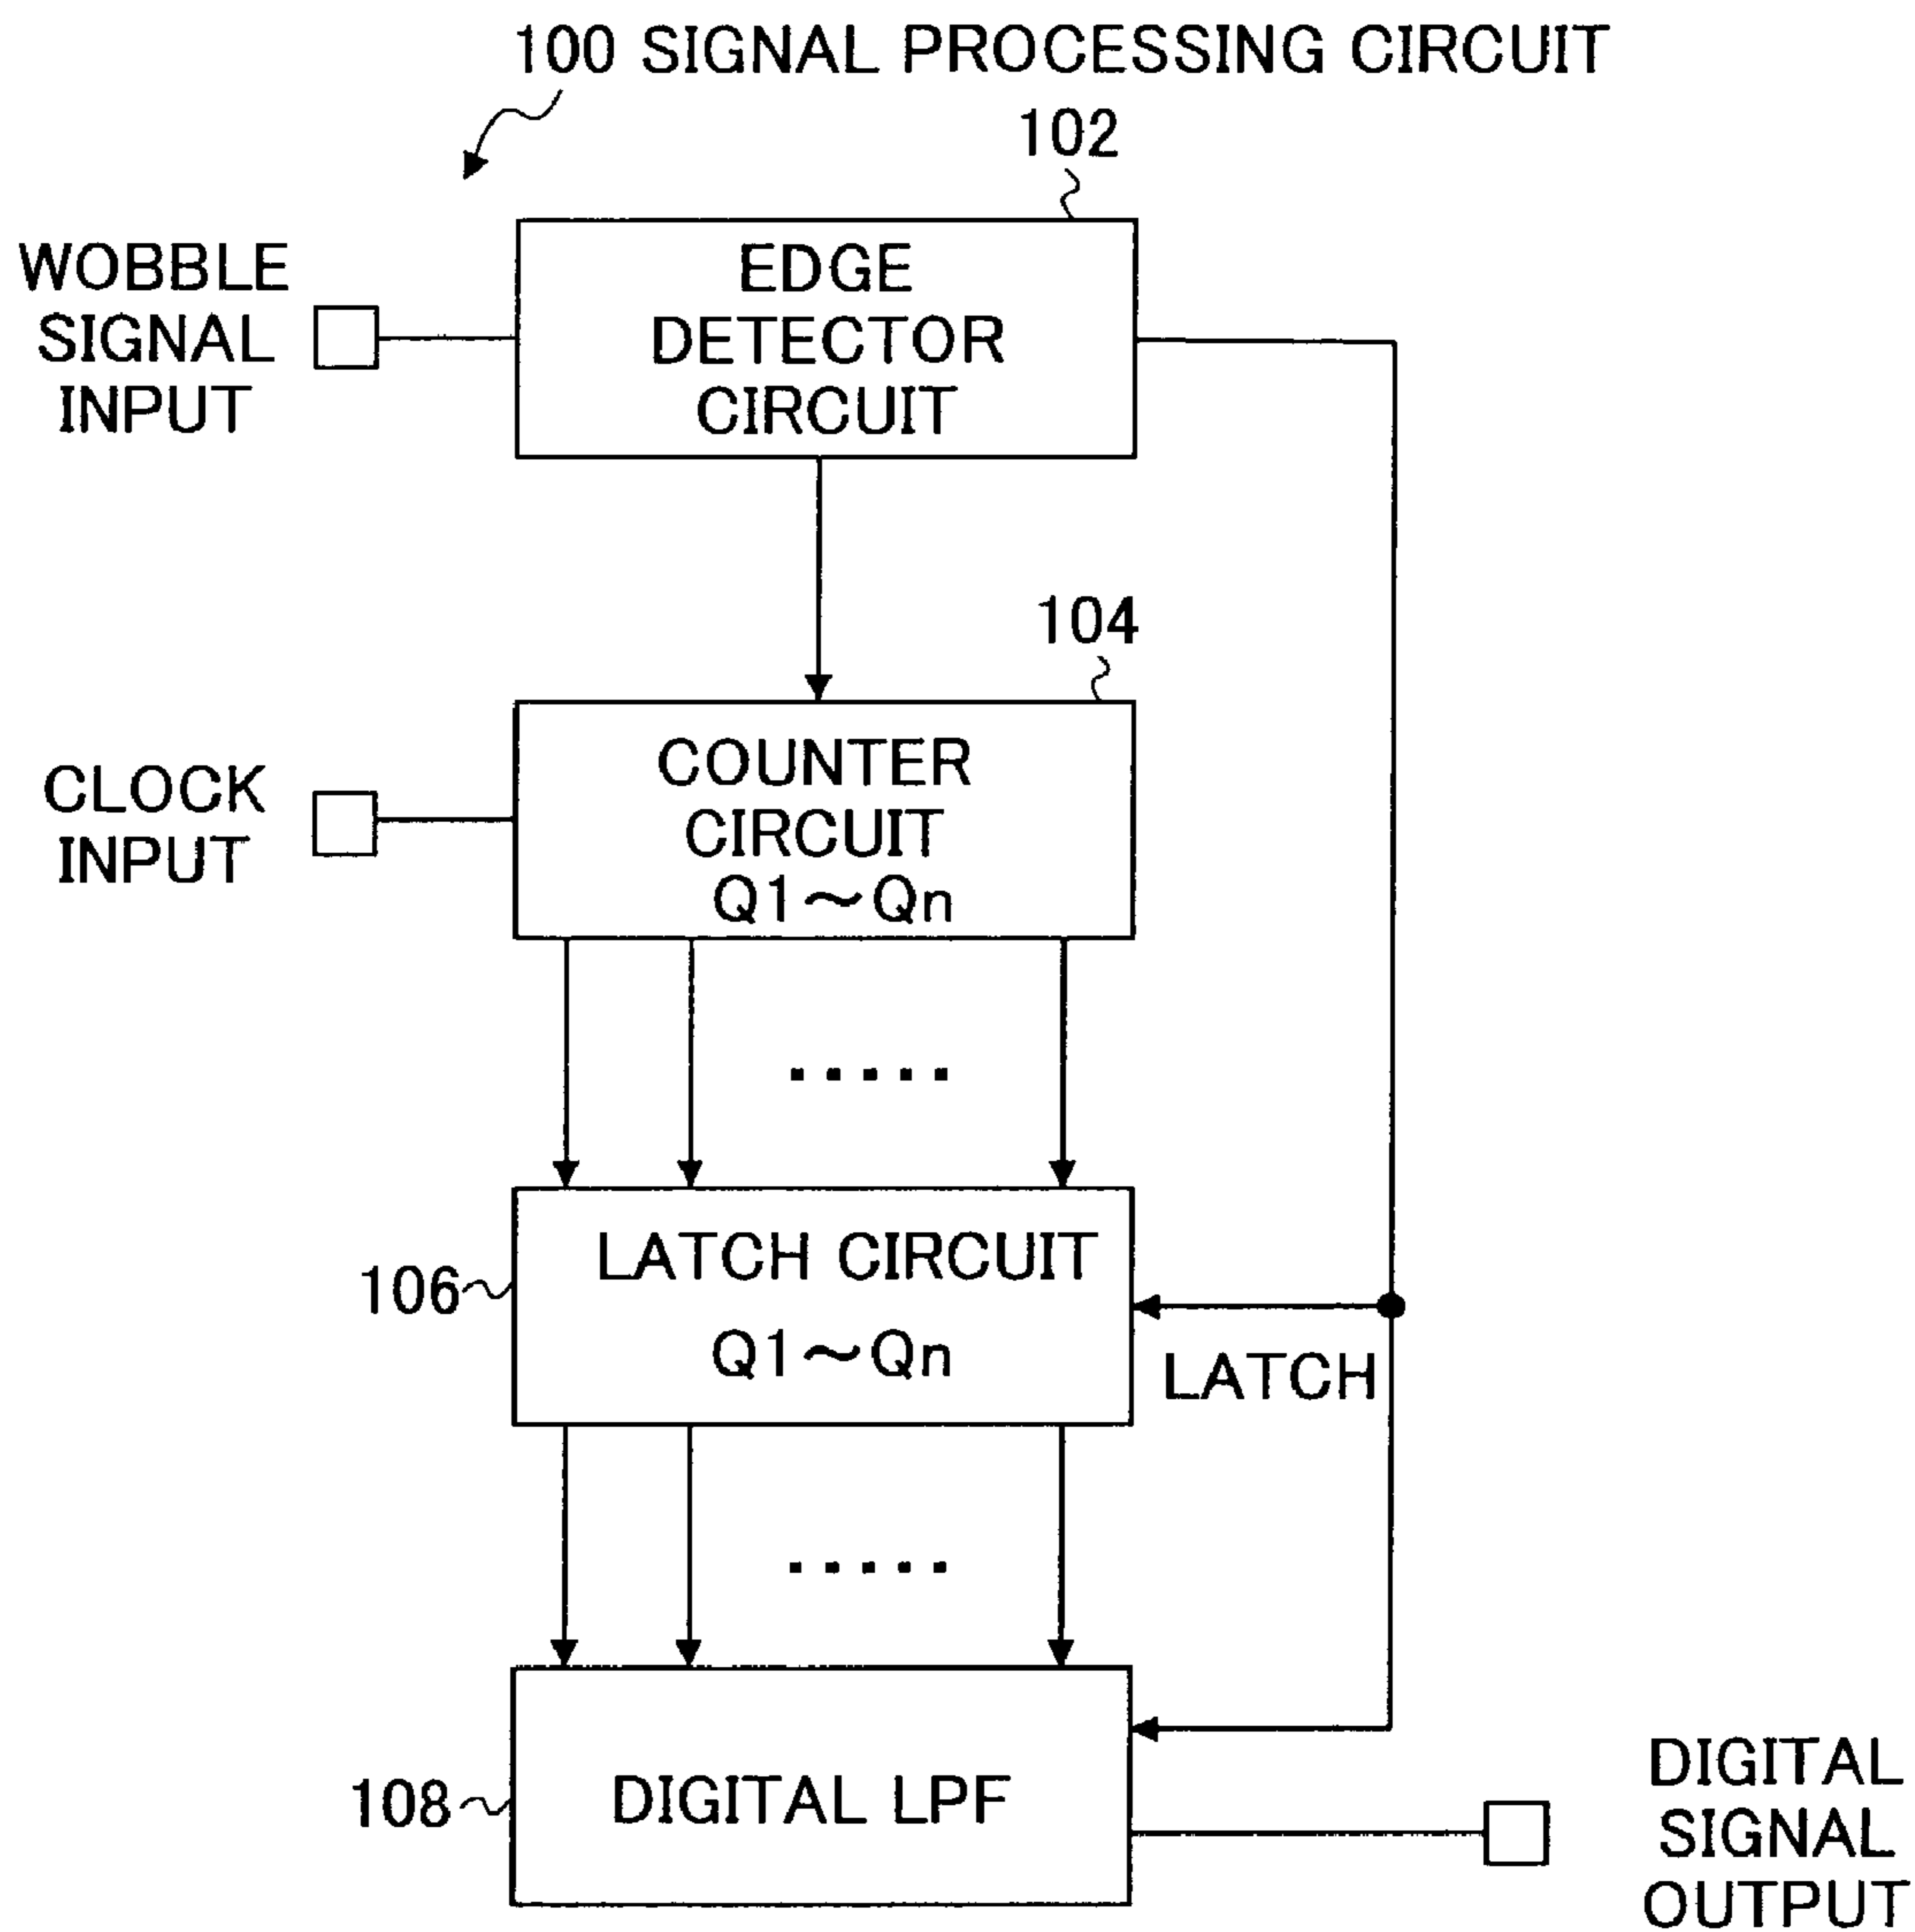 100 SIGNAL PROCESSING CIRCUIT
102
WOBBLE
SIGNAL
INPUT
EDGE
DETECTOR
CIRCUIT
104
CLOCK
INPUT
COUNTER
CIRCUIT
Q1～Qn
.....
106
LATCH CIRCUIT
Q1～Qn
LATCH
.....
108
DIGITAL LPF
DIGITAL
SIGNAL
OUTPUT